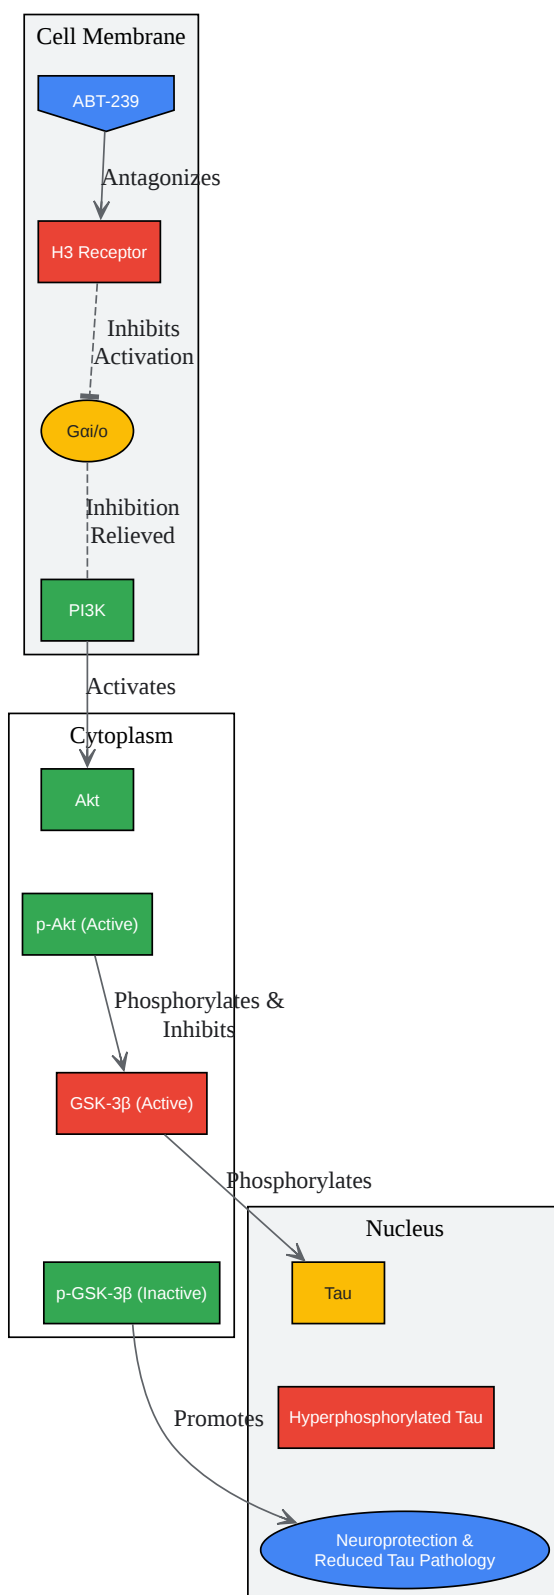 Cell Membrane
ABT-239
Antagonizes
H3 Receptor
Inhibits
Activation
Gαi/o
Inhibition
Relieved
PI3K
Activates
Cytoplasm
Akt
p-Akt (Active)
Phosphorylates &
Inhibits
GSK-3β (Active)
Phosphorylates
Nucleus
p-GSK-3β (Inactive)
Tau
Promotes
Hyperphosphorylated Tau
Neuroprotection &
Reduced Tau Pathology